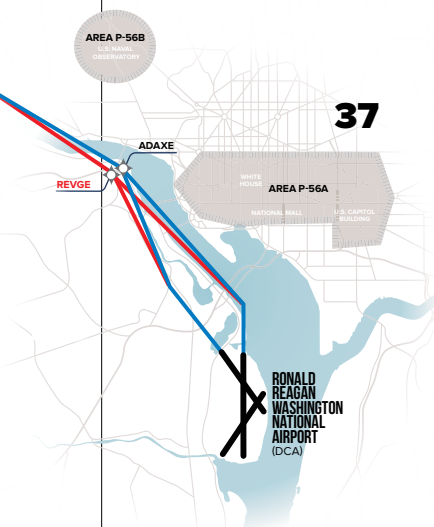 AREA P-56B
U.S. NAVAL
OBSERVATORY
37
ADAXE
REVGE
WHITE
HOUSE
AREA P-56A
NATIONAL MALL
U.S. CAPITOL
BUILDING
RONALD
REAGAN
WASHINGTON
NATIONAL
AIRPORT
(DCA)